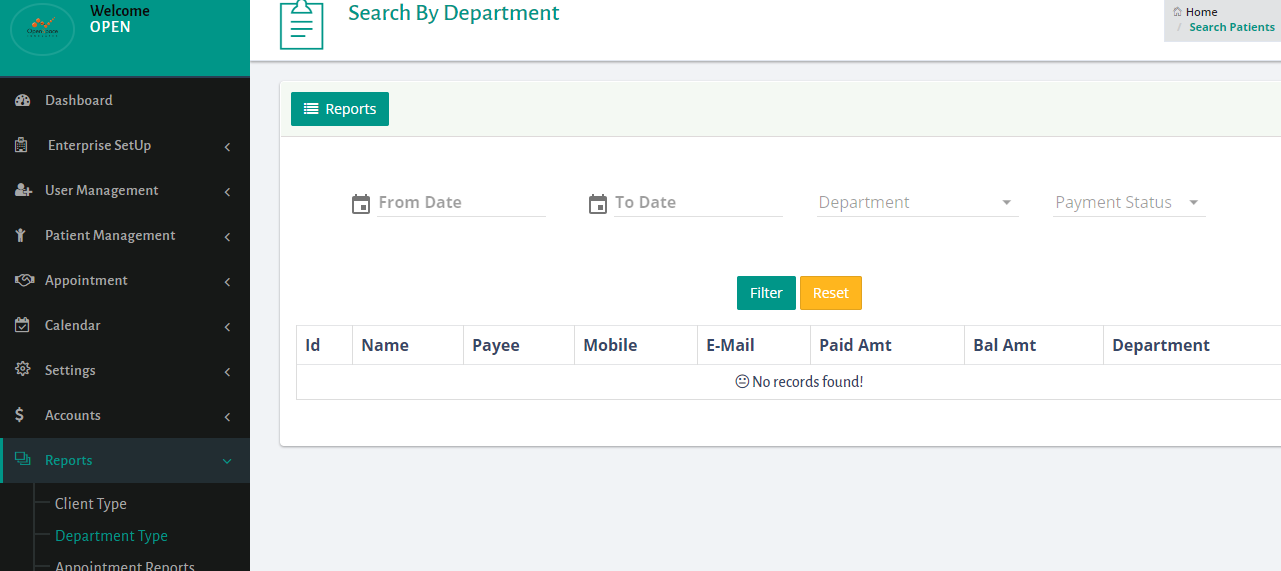 Welcome
OPEN
Dashboard
Enterprise SetUp
User Management
Patient Management
Appointment
Calendar
Settings
Accounts
Reports
Client Type
Department Type
Appointment Reports
Search By Department
Home
/ Search Patients
Reports
From Date To Date Department Payment Status
Filter Reset
Id Name Payee Mobile E-Mail Paid Amt Bal Amt Department
No records found!